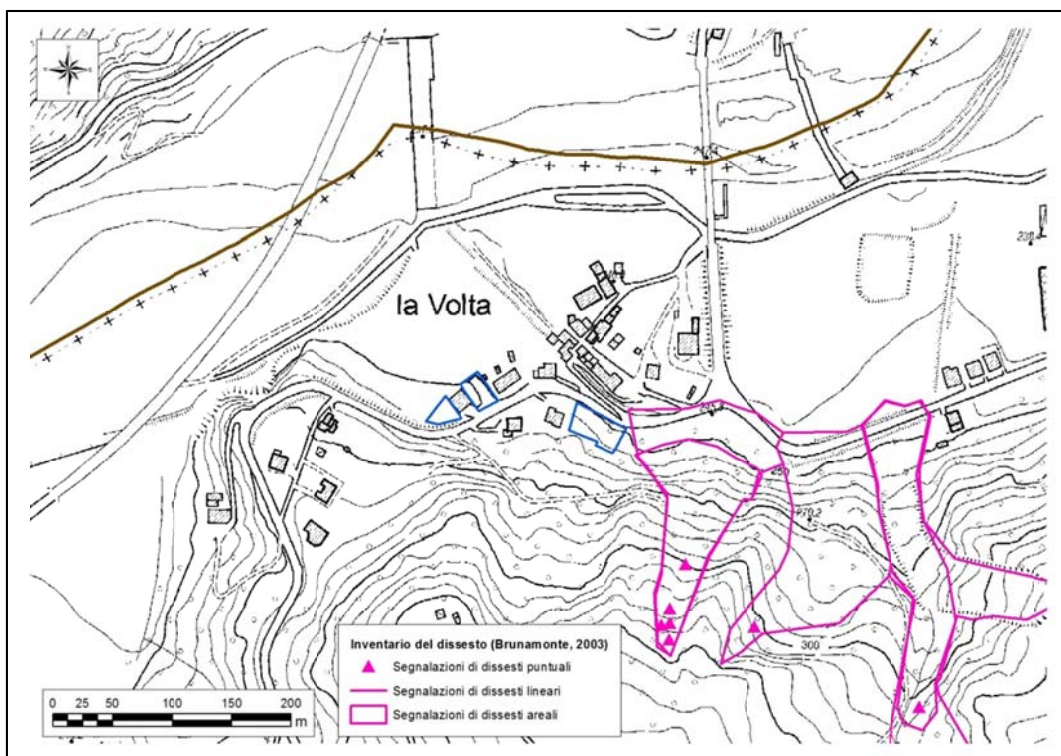 la Volta
270.2
300
Inventario del dissesto (Brunamonte, 2003)
Segnalazioni di dissesti puntuali
Segnalazioni di dissesti lineari
Segnalazioni di dissesti areali
0 25 50 100 150 200
m